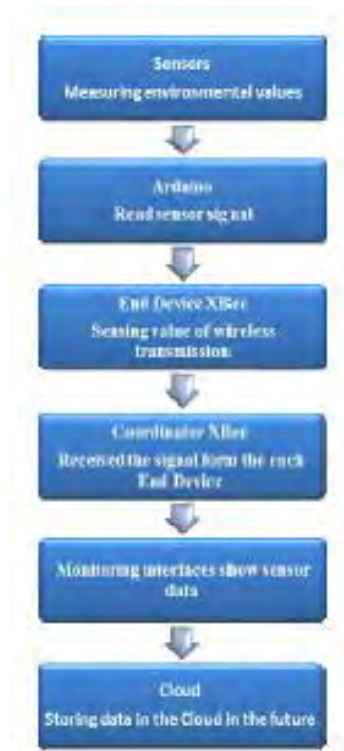 Sensors
Measuring environmental values
Arduino
Read sensor signal
End Device XBee
Sensing value of wireless
transmission
Coordinator XBee
Received the signal form the each
End Device
Monitoring interfaces show sensor
data
Cloud
Storing data in the Cloud in the future